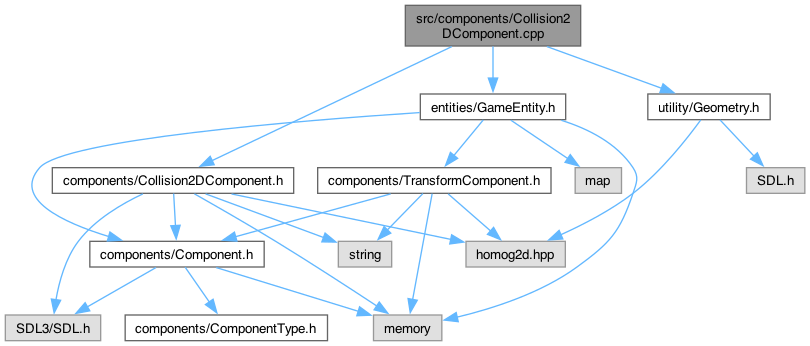 src/components/Collision2
DComponent.cpp
entities/GameEntity.h
utility/Geometry.h
components/Collision2DComponent.h
components/TransformComponent.h
map
SDL.h
components/Component.h
string
homog2d.hpp
SDL3/SDL.h
components/ComponentType.h
memory